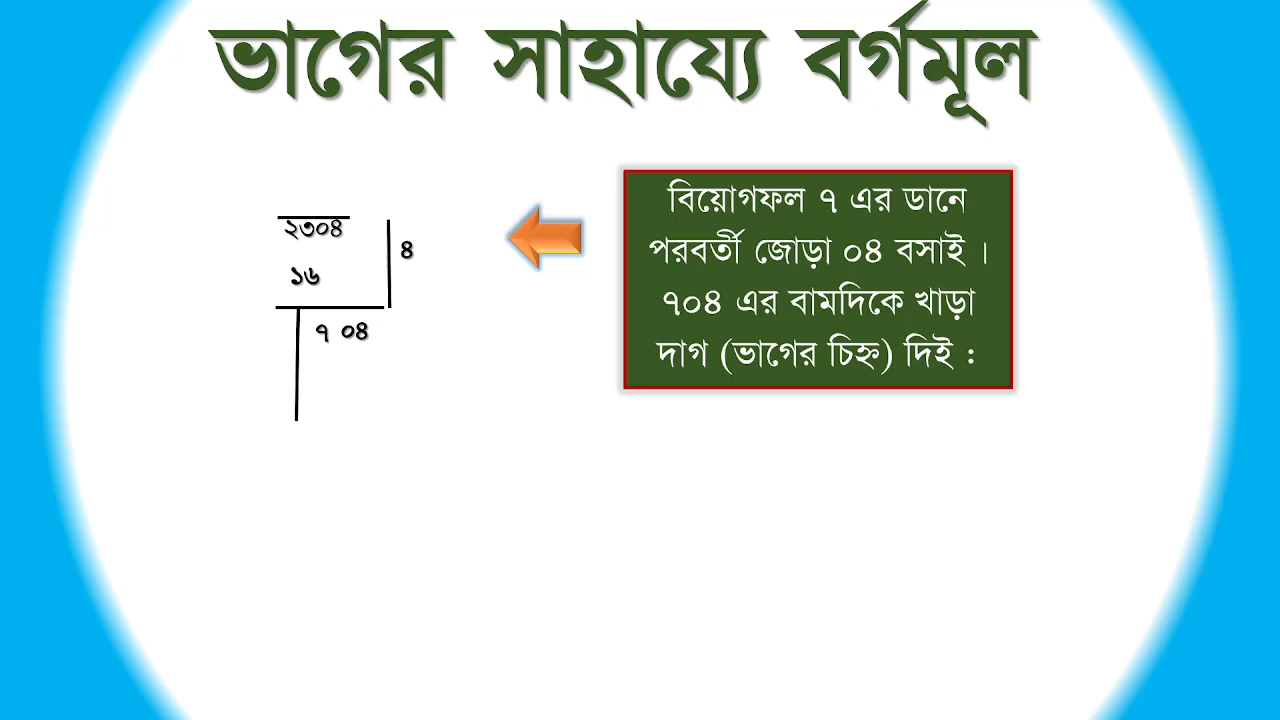 ভাগের সাহায্যে বর্গমূল
২৩০৪
৪
১৬
৭ ০৪
বিয়োগফল ৭ এর ডানে
পরবর্তী জোড়া ০৪ বসাই ।
৭০৪ এর বামদিকে খাড়া
দাগ (ভাগের চিহ্ন) দিই :